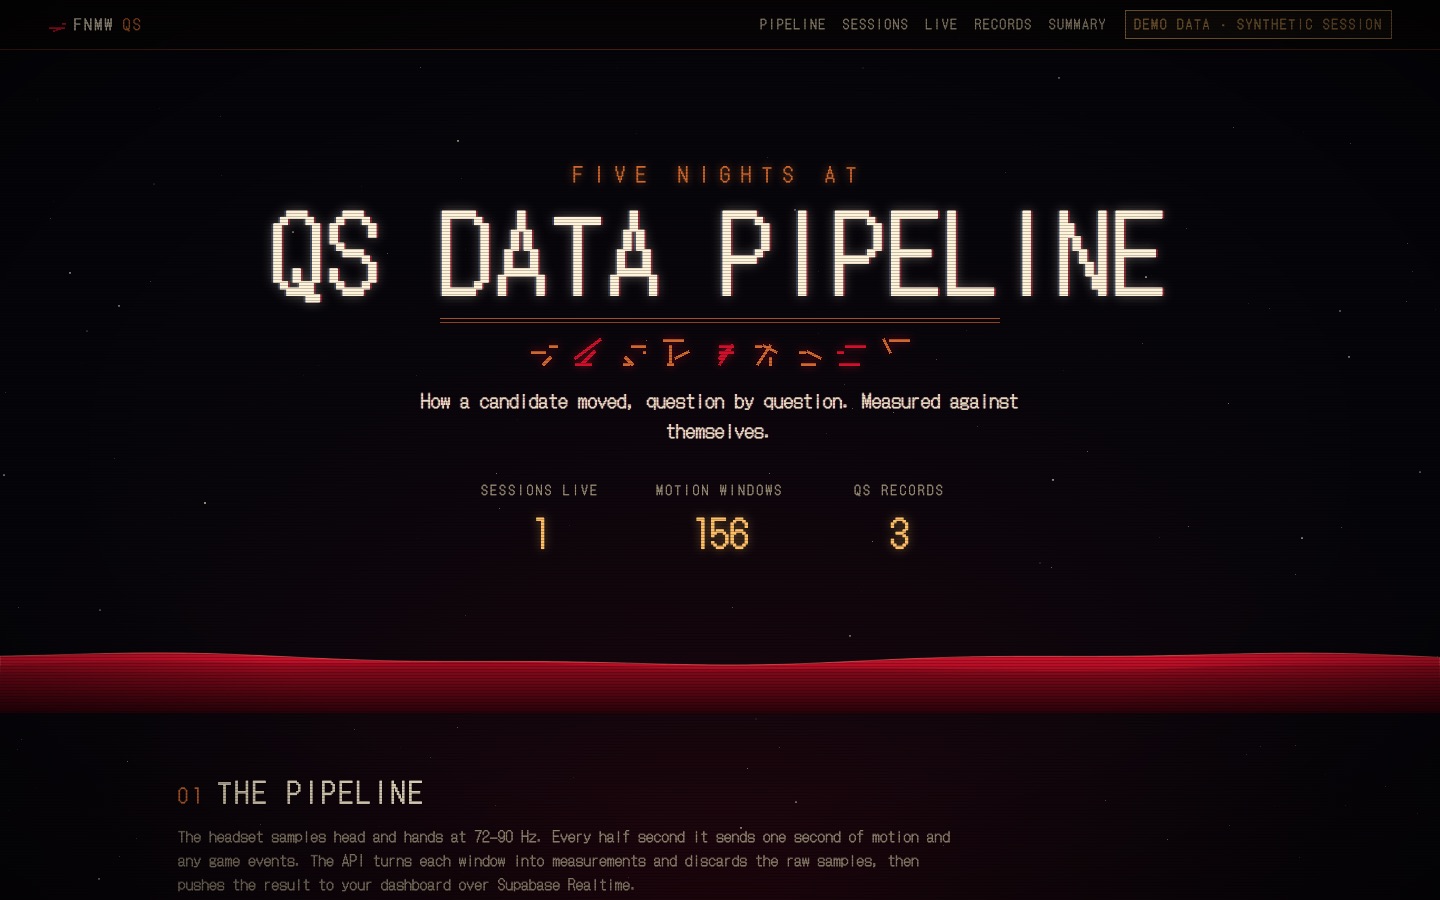 FNMW QS
PIPELINE SESSIONS LIVE RECORDS SUMMARY DEMO DATA · SYNTHETIC SESSION
FIVE NIGHTS AT
QS DATA PIPELINE
How a candidate moved, question by question. Measured against
themselves.
SESSIONS LIVE MOTION WINDOWS QS RECORDS
1 156 3
01 THE PIPELINE
The headset samples head and hands at 72–90 Hz. Every half second it sends one second of motion and
any game events. The API turns each window into measurements and discards the raw samples, then
pushes the result to your dashboard over Supabase Realtime.